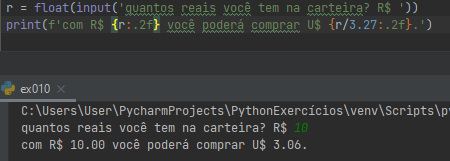 r = float(input('quantos reais você tem na carteira? R$ '))
print(f'com R$ {r:.2f} você poderá comprar U$ {r/3.27:.2f}.')
ex010
C:\Users\User\PycharmProjects\PythonExercícios\venv\Scripts\p
quantos reais você tem na carteira? R$ 10
com R$ 10.00 você poderá comprar U$ 3.06.